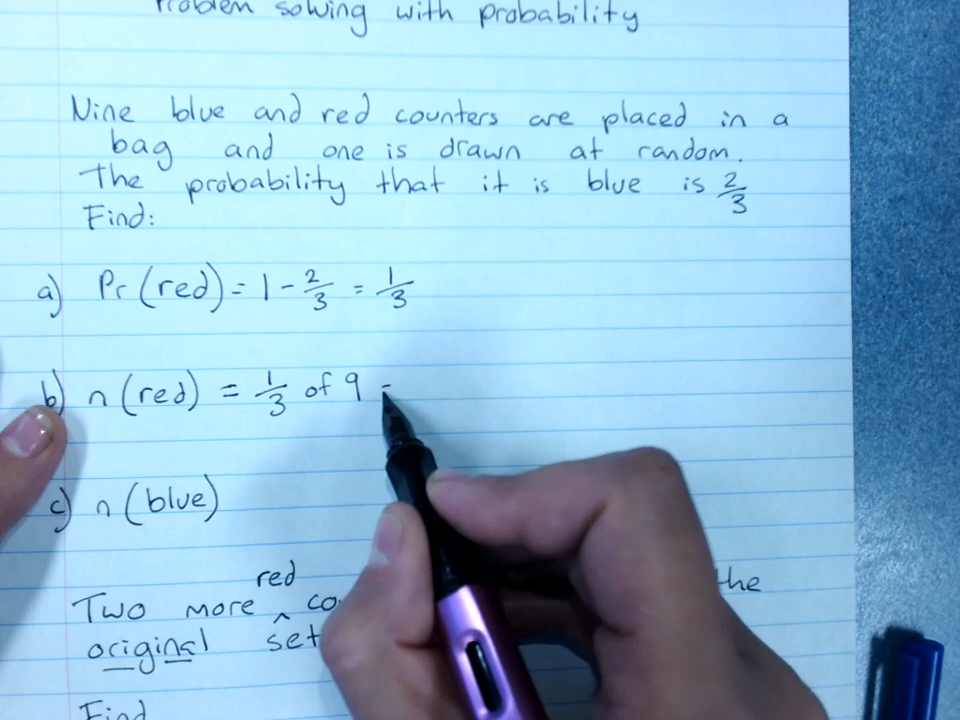 Problem solving with probability
Nine blue and red counters are placed in a
bag and one is drawn at random.
The probability that it is blue is 2/3
Find:
a) Pr(red) = 1 - 2/3 = 1/3
b) n(red) = 1/3 of 9 =
c) n(blue)
Two more ^ red the
original set
Find